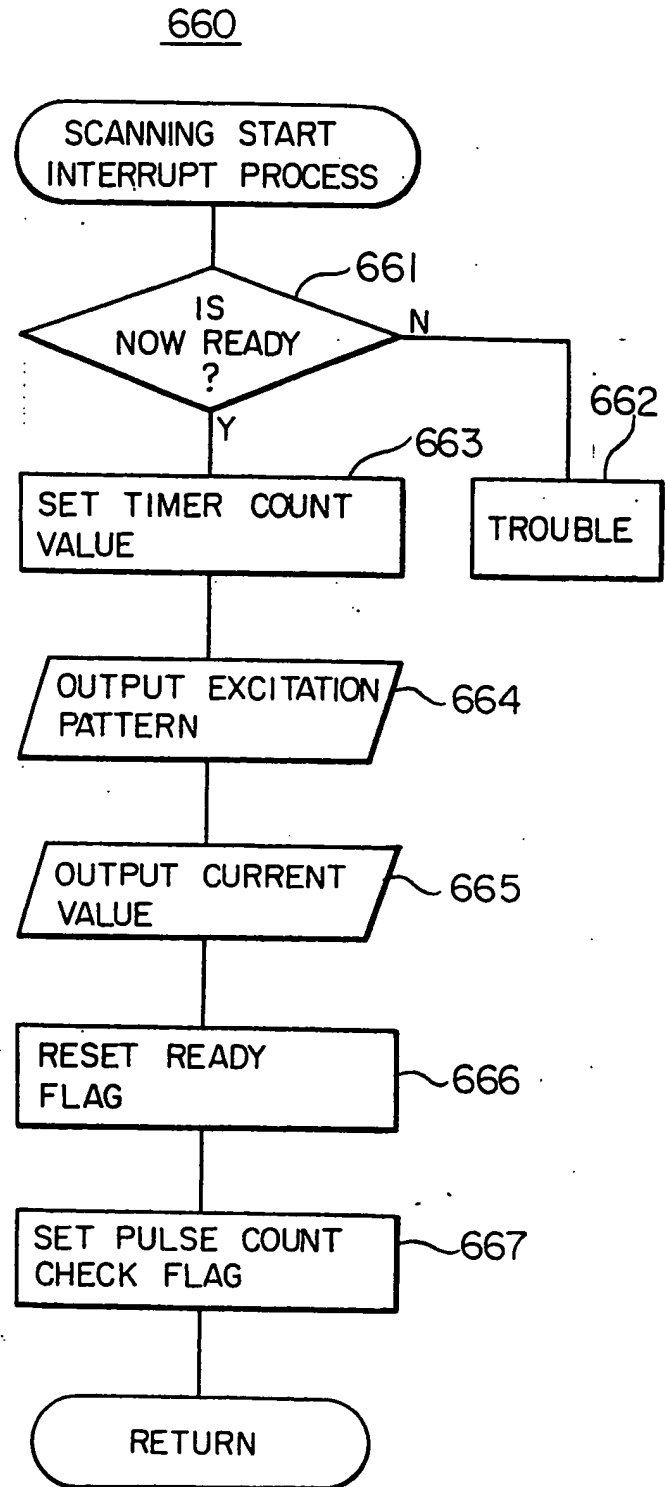 660
SCANNING START
INTERRUPT PROCESS
661
IS
NOW READY
?
N
Y
662
TROUBLE
663
SET TIMER COUNT
VALUE
OUTPUT EXCITATION
PATTERN
664
OUTPUT CURRENT
VALUE
665
RESET READY
FLAG
666
SET PULSE COUNT
CHECK FLAG
667
RETURN